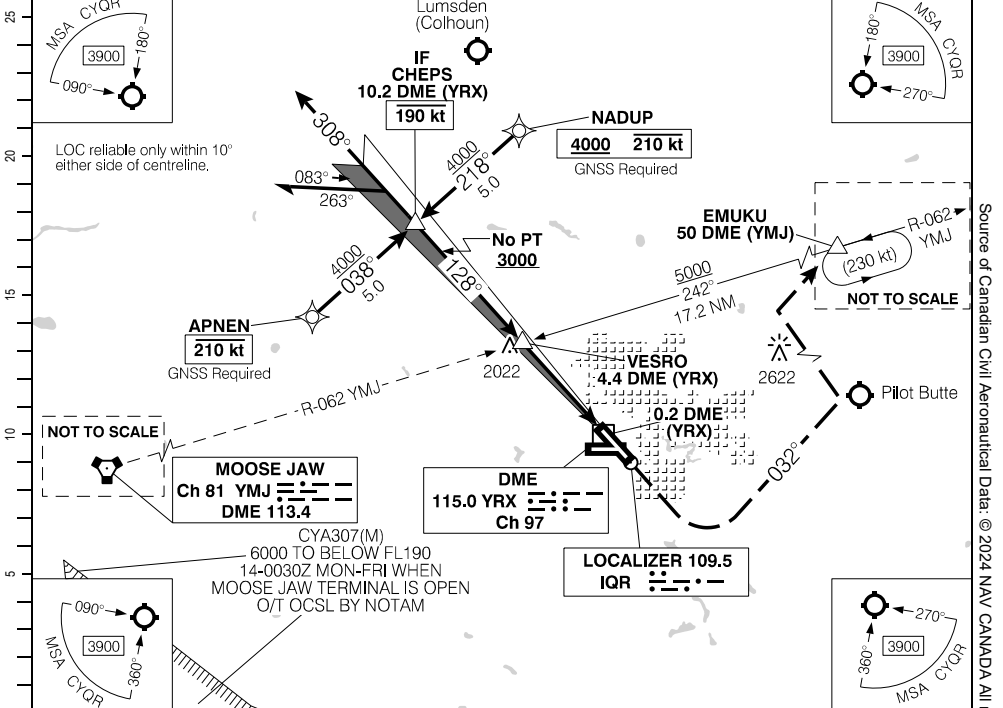 25
20
15
10
5
MSA CYQR
3900
180°
090°
Lumsden
(Colhoun)
MSA CYQR
3900
180°
270°
IF
CHEPS
10.2 DME (YRX)
190 kt
NADUP
4000 210 kt
GNSS Required
LOC reliable only within 10°
either side of centreline.
308°
083°
263°
4000
218°
5.0
No PT
3000
128°
4000
038°
5.0
APNEN
210 kt
GNSS Required
EMUKU
50 DME (YMJ)
R-062
YMJ
(230 kt)
NOT TO SCALE
5000
242°
17.2 NM
2022
VESRO
4.4 DME (YRX)
2622
Pilot Butte
R-062 YMJ
0.2 DME
(YRX)
032°
NOT TO SCALE
MOOSE JAW
Ch 81 YMJ
DME 113.4
DME
115.0 YRX
Ch 97
LOCALIZER 109.5
IQR
CYA307(M)
6000 TO BELOW FL190
14-0030Z MON-FRI WHEN
MOOSE JAW TERMINAL IS OPEN
O/T OCSL BY NOTAM
090°
3900
360°
MSA CYQR
270°
3900
360°
MSA CYQR
Source of Canadian Civil Aeronautical Data: © 2024 NAV CANADA All